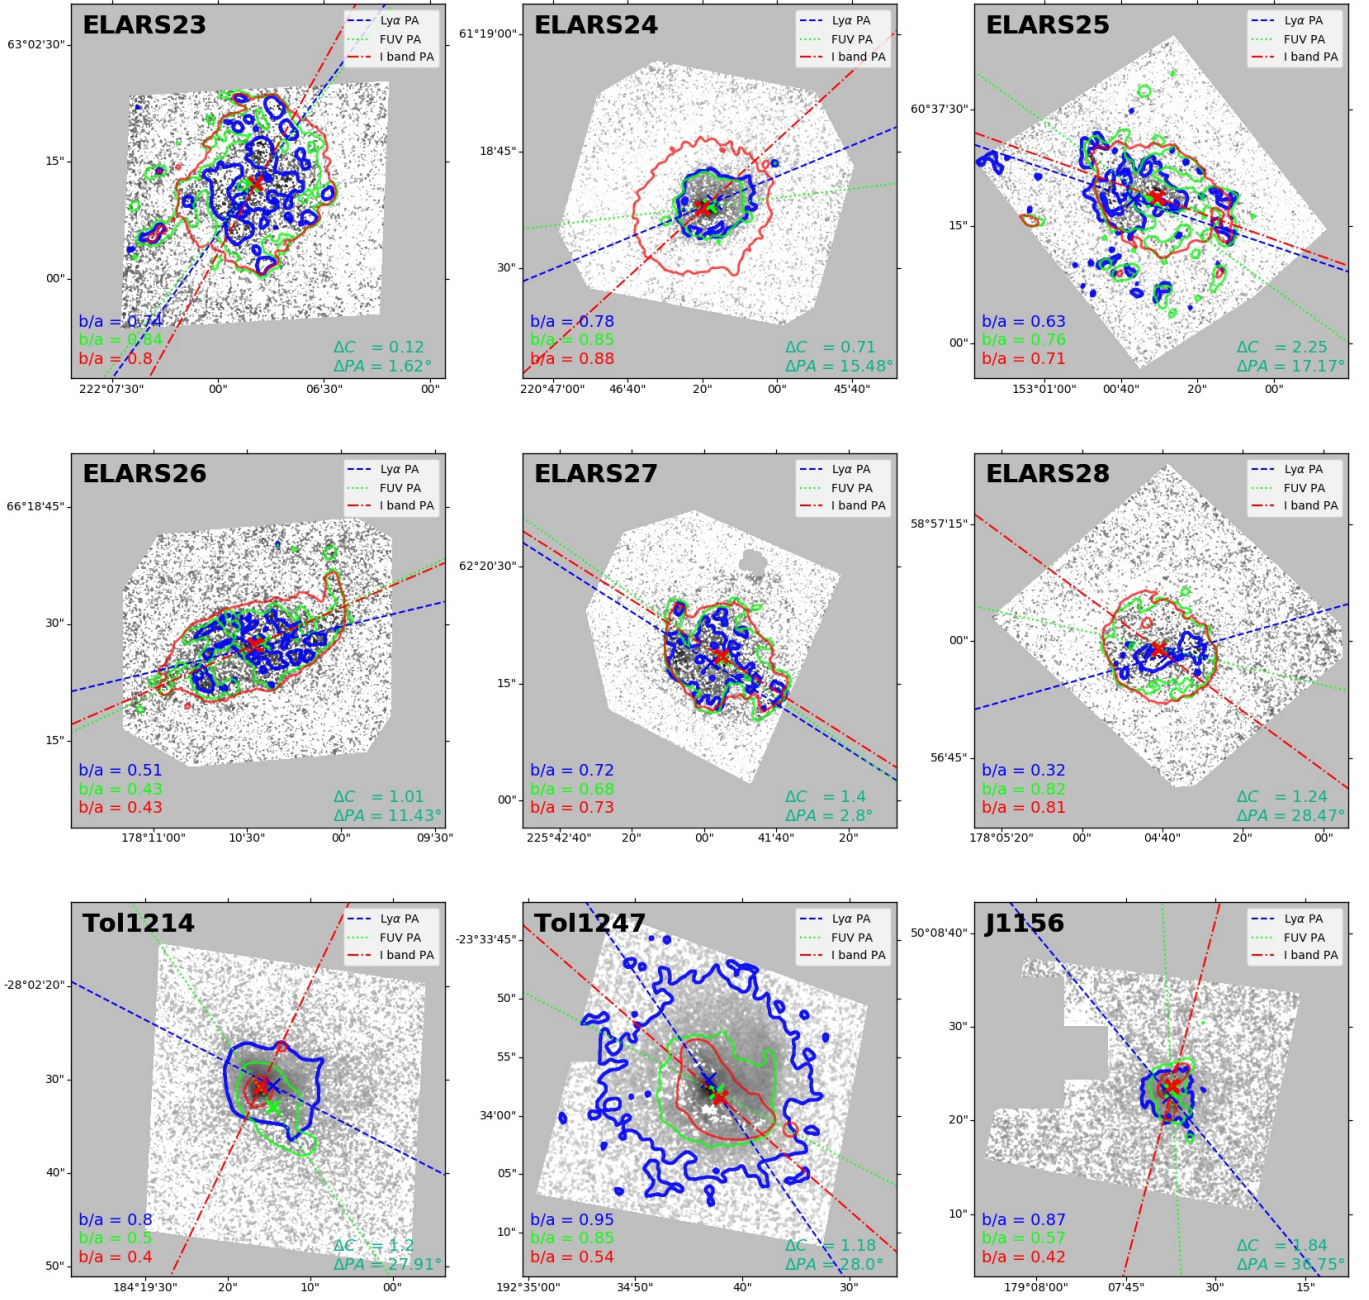 ELARS23
Lyα PA
FUV PA
I band PA
63°02'30"
15"
00"
b/a = 0.74
b/a = 0.84
b/a = 0.8
ΔC = 0.12
ΔPA = 1.62°
222°07'30" 00" 06'30" 00"
ELARS24
Lyα PA
FUV PA
I band PA
61°19'00"
18'45"
30"
b/a = 0.78
b/a = 0.85
b/a = 0.88
ΔC = 0.71
ΔPA = 15.48°
220°47'00" 46'40" 20" 00" 45'40"
ELARS25
Lyα PA
FUV PA
I band PA
60°37'30"
15"
00"
b/a = 0.63
b/a = 0.76
b/a = 0.71
ΔC = 2.25
ΔPA = 17.17°
153°01'00" 00'40" 20" 00"
ELARS26
Lyα PA
FUV PA
I band PA
66°18'45"
30"
15"
b/a = 0.51
b/a = 0.43
b/a = 0.43
ΔC = 1.01
ΔPA = 11.43°
178°11'00" 10'30" 00" 09'30"
ELARS27
Lyα PA
FUV PA
I band PA
62°20'30"
15"
00"
b/a = 0.72
b/a = 0.68
b/a = 0.73
ΔC = 1.4
ΔPA = 2.8°
225°42'40" 20" 00" 41'40" 20"
ELARS28
Lyα PA
FUV PA
I band PA
58°57'15"
00"
56'45"
b/a = 0.32
b/a = 0.82
b/a = 0.81
ΔC = 1.24
ΔPA = 28.47°
178°05'20" 00" 04'40" 20" 00"
Tol1214
Lyα PA
FUV PA
I band PA
-28°02'20"
30"
40"
50"
b/a = 0.8
b/a = 0.5
b/a = 0.4
ΔC = 1.2
ΔPA = 27.91°
184°19'30" 20" 10" 00"
Tol1247
Lyα PA
FUV PA
I band PA
-23°33'45"
50"
55"
34'00"
05"
10"
b/a = 0.95
b/a = 0.85
b/a = 0.54
ΔC = 1.18
ΔPA = 28.0°
192°35'00" 34'50" 40" 30"
J1156
Lyα PA
FUV PA
I band PA
50°08'40"
30"
20"
10"
b/a = 0.87
b/a = 0.57
b/a = 0.42
ΔC = 1.84
ΔPA = 36.75°
179°08'00" 07'45" 30" 15"